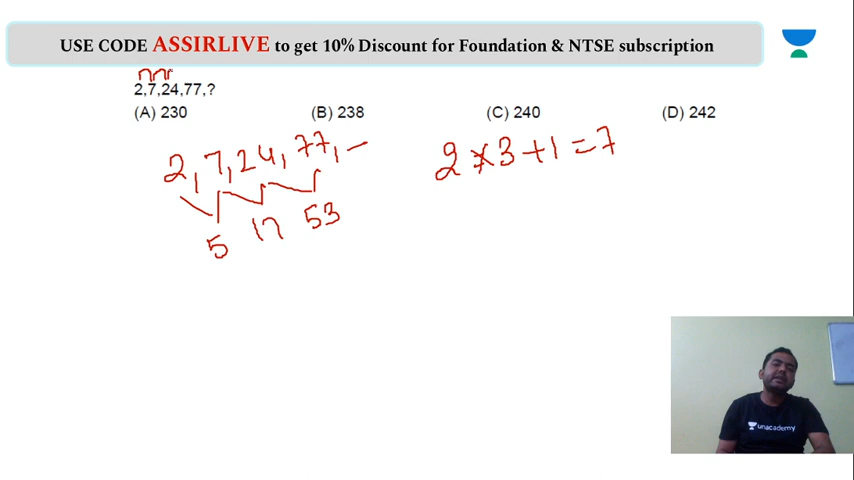 USE CODE ASSIRLIVE to get 10% Discount for Foundation & NTSE subscription
2,7,24,77,?
(A) 230 (B) 238 (C) 240 (D) 242
2, 7, 24, 77, —
2 × 3 + 1 = 7
5 17 53
unacademy